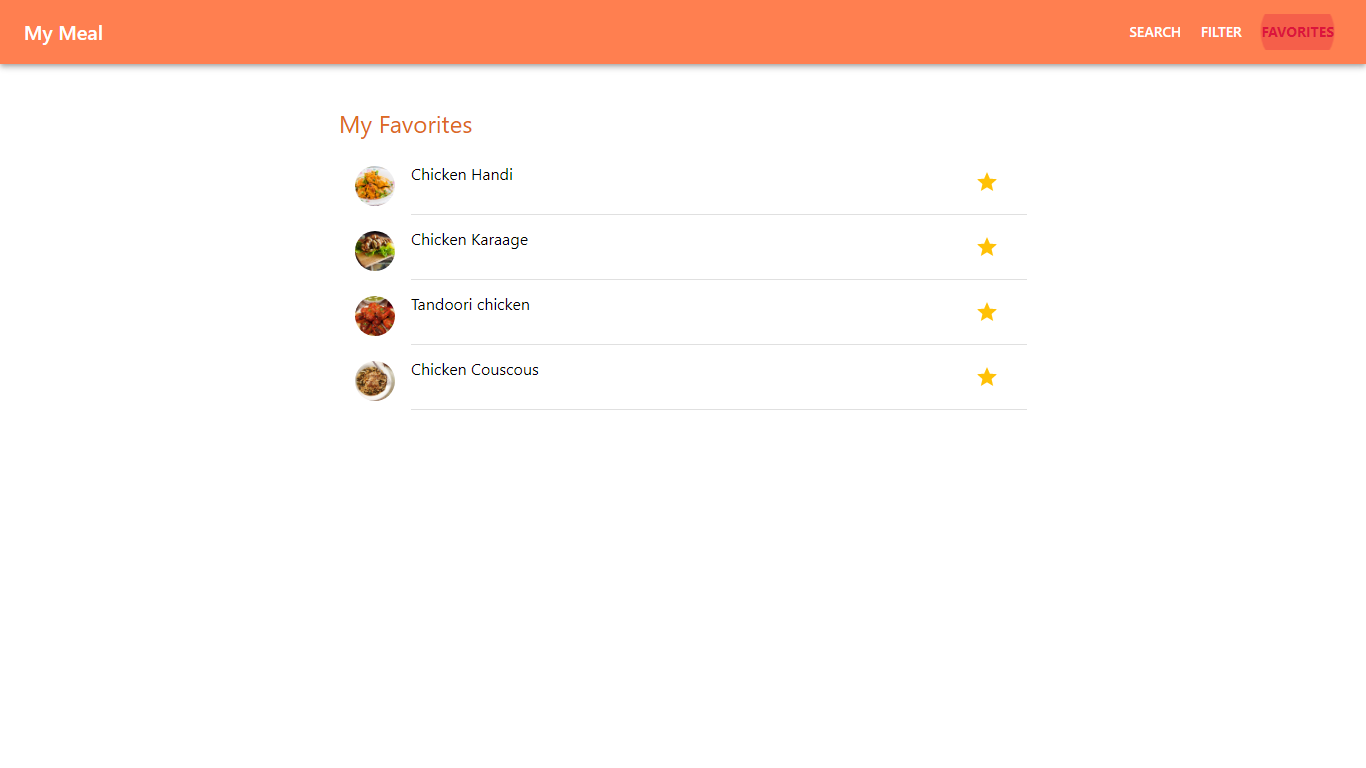 My Meal
SEARCH FILTER FAVORITES
My Favorites
Chicken Handi
Chicken Karaage
Tandoori chicken
Chicken Couscous